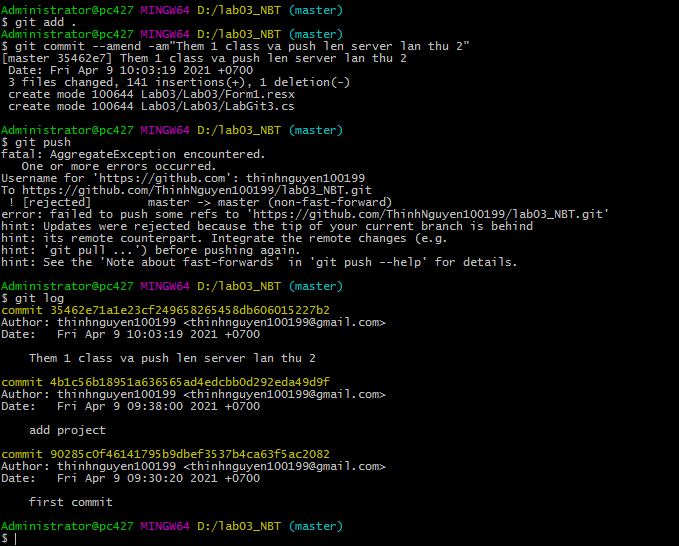 Administrator@pc427 MINGW64 D:/lab03_NBT (master)
$ git add .

Administrator@pc427 MINGW64 D:/lab03_NBT (master)
$ git commit --amend -am"Them 1 class va push len server lan thu 2"
[master 35462e7] Them 1 class va push len server lan thu 2
 Date: Fri Apr 9 10:03:19 2021 +0700
 3 files changed, 141 insertions(+), 1 deletion(-)
 create mode 100644 Lab03/Lab03/Form1.resx
 create mode 100644 Lab03/Lab03/LabGit3.cs

Administrator@pc427 MINGW64 D:/lab03_NBT (master)
$ git push
fatal: AggregateException encountered.
   One or more errors occurred.
Username for 'https://github.com': thinhnguyen100199
To https://github.com/ThinhNguyen100199/lab03_NBT.git
 ! [rejected]        master -> master (non-fast-forward)
error: failed to push some refs to 'https://github.com/ThinhNguyen100199/lab03_NBT.git'
hint: Updates were rejected because the tip of your current branch is behind
hint: its remote counterpart. Integrate the remote changes (e.g.
hint: 'git pull ...') before pushing again.
hint: See the 'Note about fast-forwards' in 'git push --help' for details.

Administrator@pc427 MINGW64 D:/lab03_NBT (master)
$ git log
commit 35462e71a1e23cf249658265458db606015227b2
Author: thinhnguyen100199 <thinhnguyen100199@gmail.com>
Date:   Fri Apr 9 10:03:19 2021 +0700

    Them 1 class va push len server lan thu 2

commit 4b1c56b18951a636565ad4edcbb0d292eda49d9f
Author: thinhnguyen100199 <thinhnguyen100199@gmail.com>
Date:   Fri Apr 9 09:38:00 2021 +0700

    add project

commit 90285c0f46141795b9dbef3537b4ca63f5ac2082
Author: thinhnguyen100199 <thinhnguyen100199@gmail.com>
Date:   Fri Apr 9 09:30:20 2021 +0700

    first commit

Administrator@pc427 MINGW64 D:/lab03_NBT (master)
$